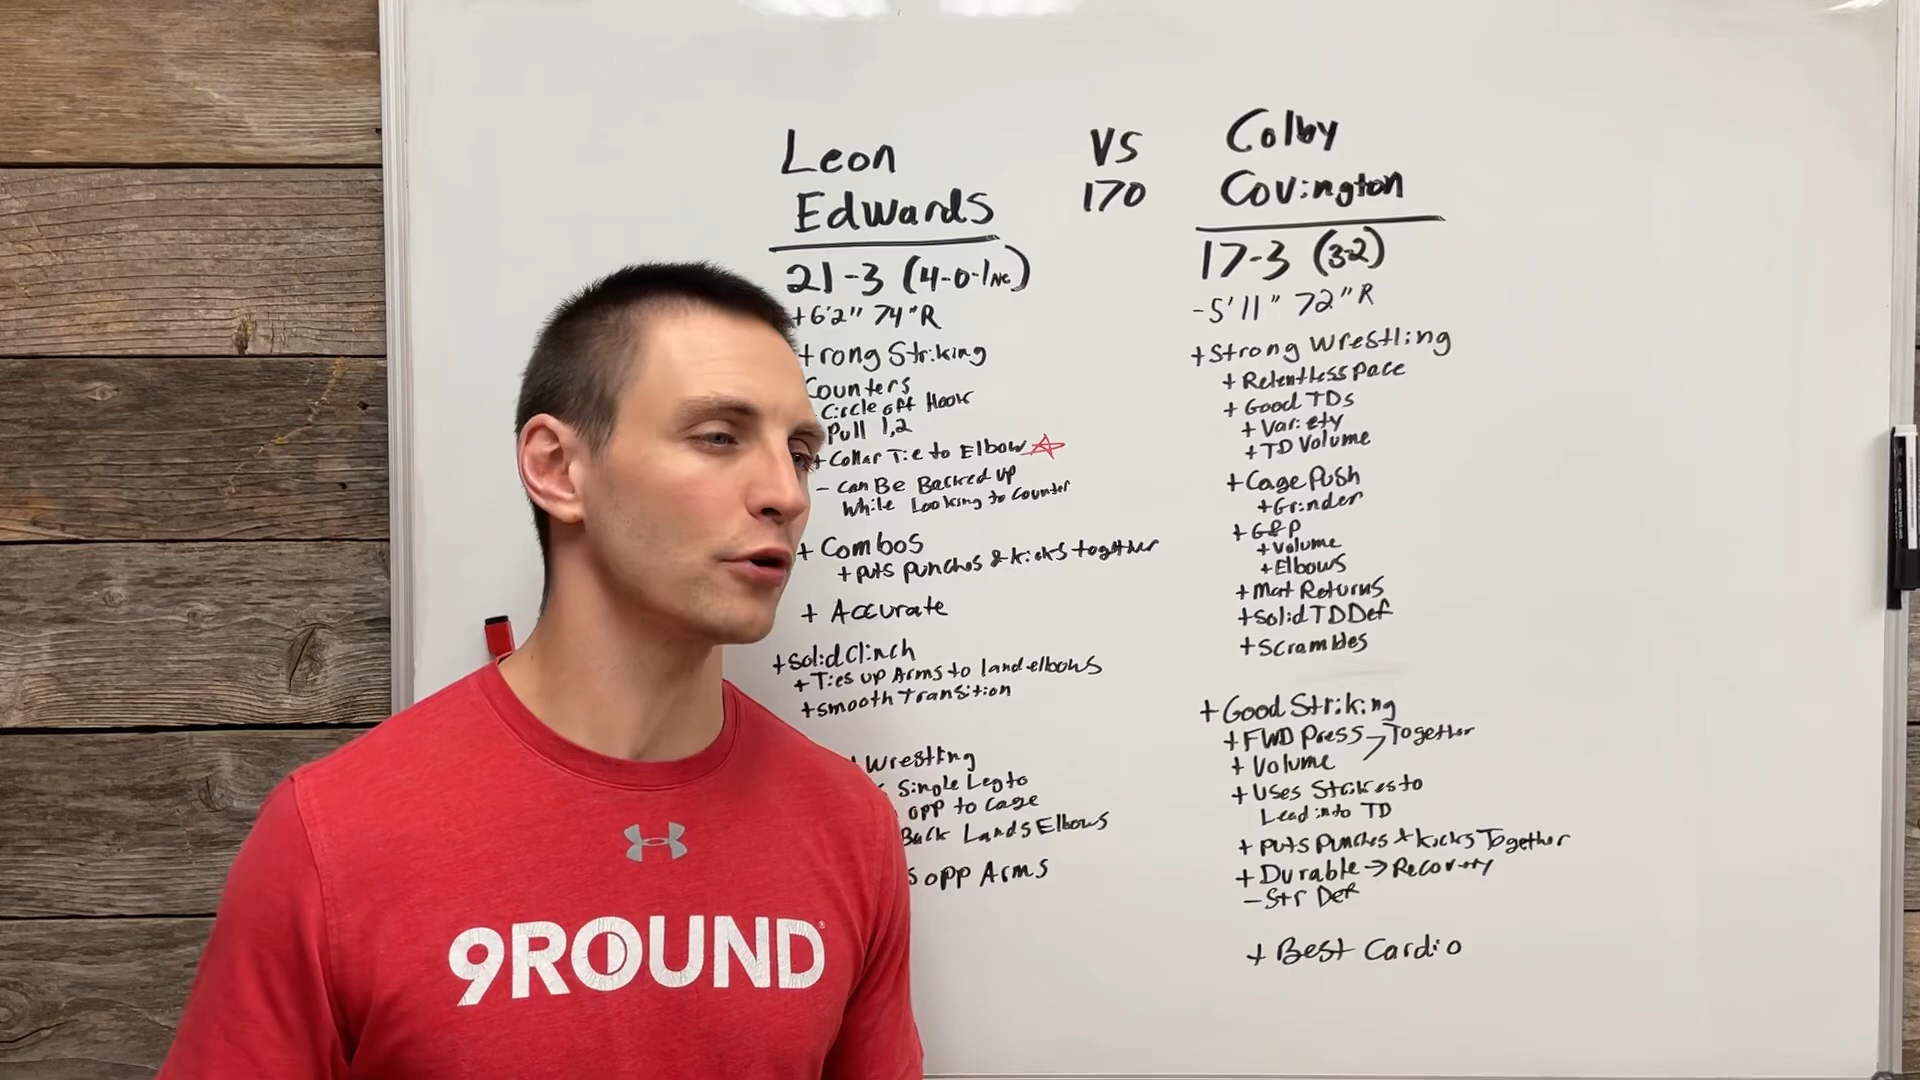 Leon
Edwards
21-3 (4-0-1NC)
+6'2" 74"R
trong Striking
Counters
Circle off Hook
Pull 1,2
+Collar Tie to Elbow
- Can Be Backed up
While Looking to Counter
+ Combos
+ puts punches & kicks together
+ Accurate
+Solid Clinch
+Ties up Arms to land elbows
+smooth Transition
Wrestling
Single Leg to
opp to cage
Back Lands Elbows
s opp Arms
VS
170
Colby
Covington
17-3 (3-2)
-5'11" 72"R
+Strong Wrestling
+ Relentless pace
+ Good TDs
+ Variety
+ TD Volume
+Cage Push
+Grinder
+ G&P
+Volume
+Elbows
+Mat Returns
+Solid TD Def
+Scrambles
+Good Striking
+FWD Press Together
+ Volume
+ Uses Strikes to
Lead into TD
+ Puts Punches + Kicks Together
+ Durable → Recovery
- Str Def
+ Best Cardio
9ROUND